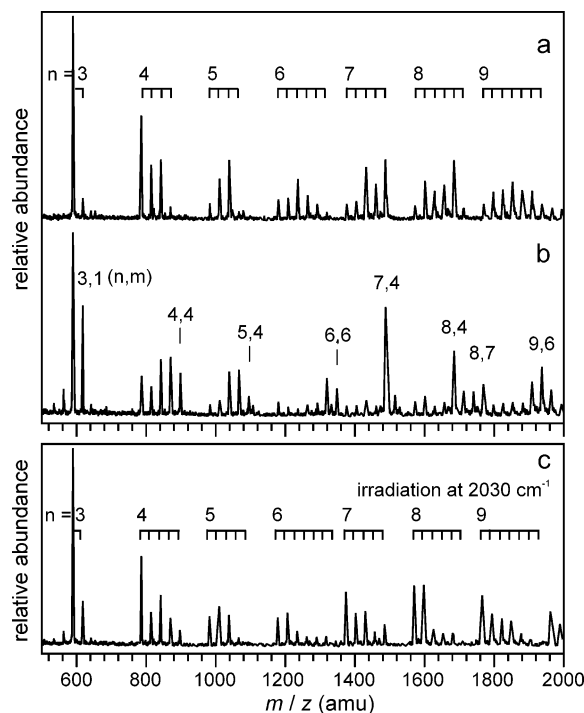 a
n = 3 4 5 6 7 8 9
relative abundance
b
3,1 (n,m)
4,4
5,4
6,6
7,4
8,4
8,7
9,6
c
irradiation at 2030 cm⁻¹
n = 3 4 5 6 7 8 9
relative abundance
600 800 1000 1200 1400 1600 1800 2000
m / z (amu)